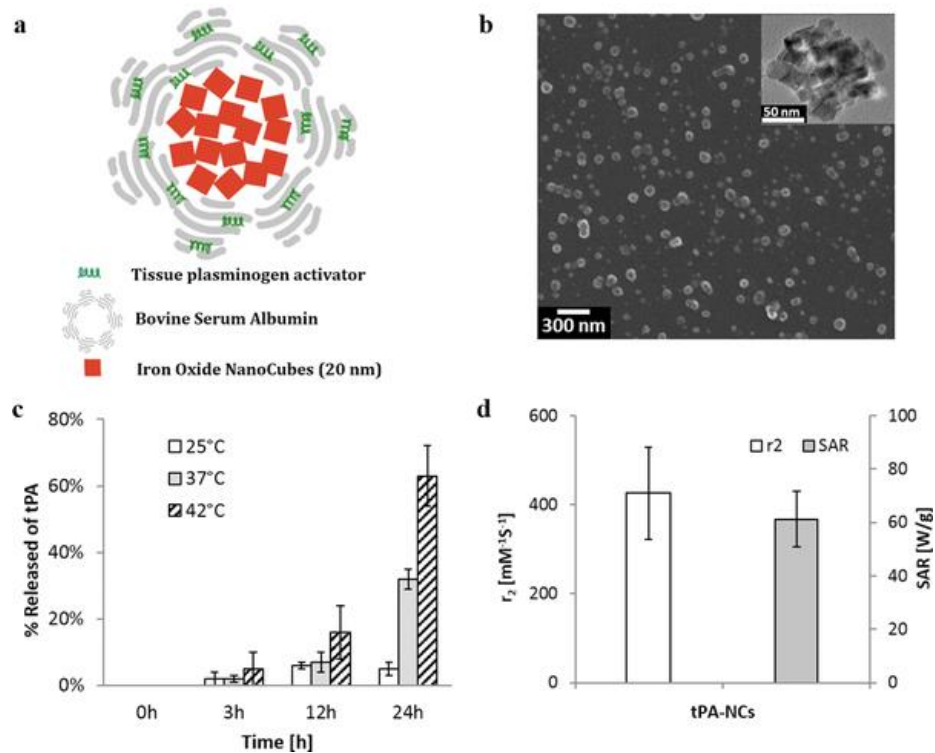 a
Tissue plasminogen activator
Bovine Serum Albumin
Iron Oxide NanoCubes (20 nm)
b
50 nm
300 nm
c
80%
60%
40%
20%
0%
% Released of tPA
25°C
37°C
42°C
0h 3h 12h 24h
Time [h]
d
600
400
200
0
r₂ [mM⁻¹S⁻¹]
r2 SAR
100
80
60
40
20
0
SAR [W/g]
tPA-NCs